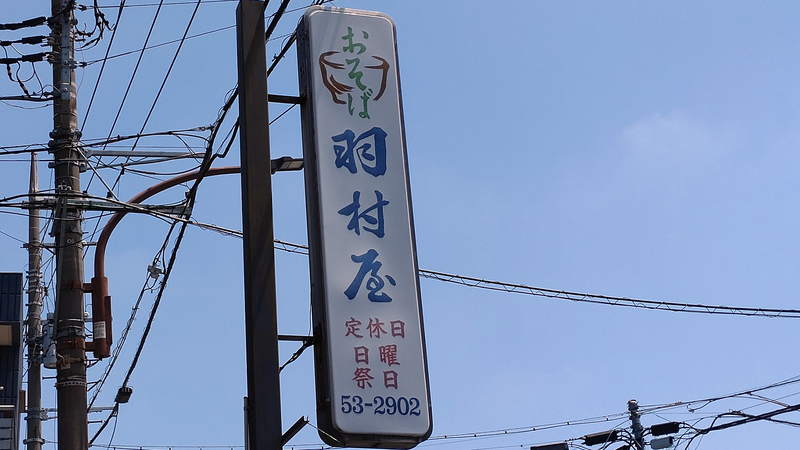 おそば
羽村屋
定休日
日曜
祭日
53-2902